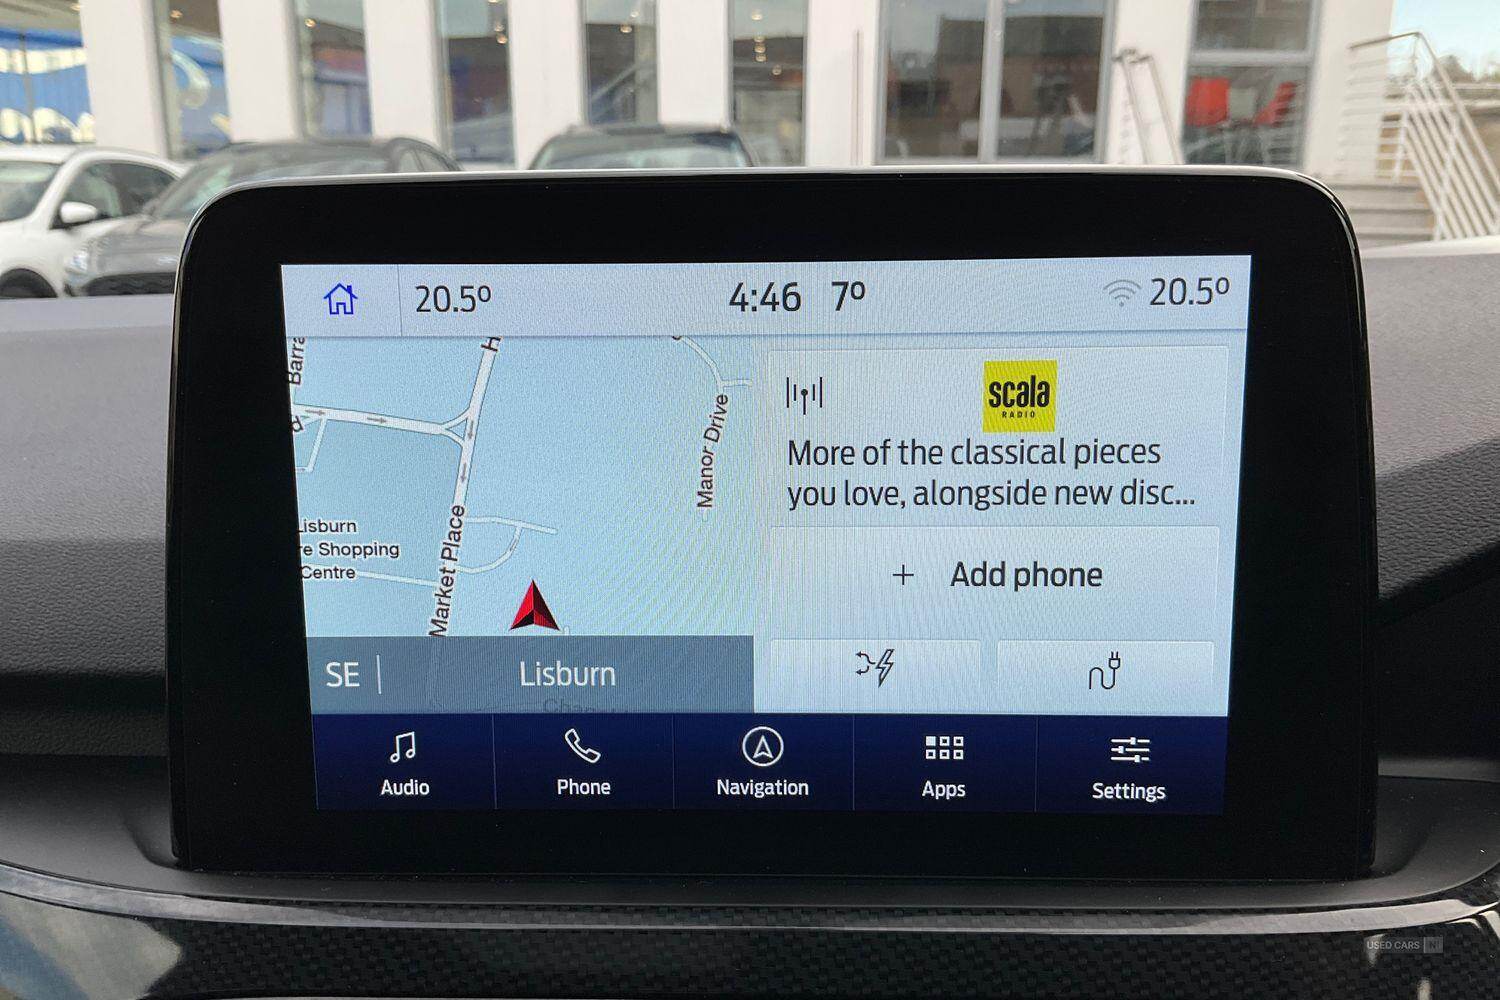 20.5º
4:46 7º
20.5º
Barra
H
Manor Drive
Market Place
Lisburn
re Shopping
Centre
SE
Lisburn
scala
RADIO
More of the classical pieces
you love, alongside new disc...
+ Add phone
Audio
Phone
Navigation
Apps
Settings
USED CARS NI